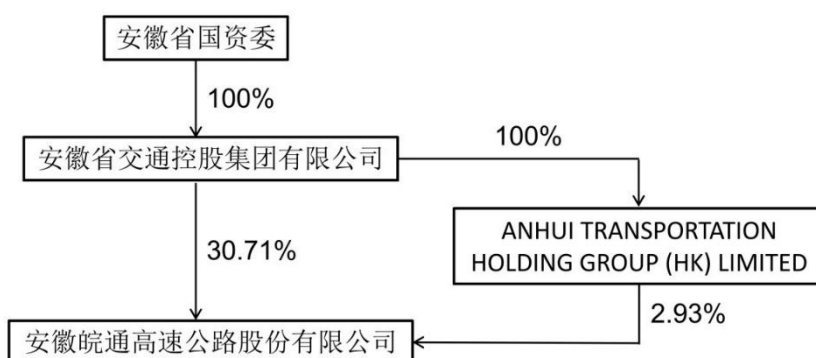 安徽省国资委
100%
安徽省交通控股集团有限公司
100%
ANHUI TRANSPORTATION
HOLDING GROUP (HK) LIMITED
30.71%
2.93%
安徽皖通高速公路股份有限公司